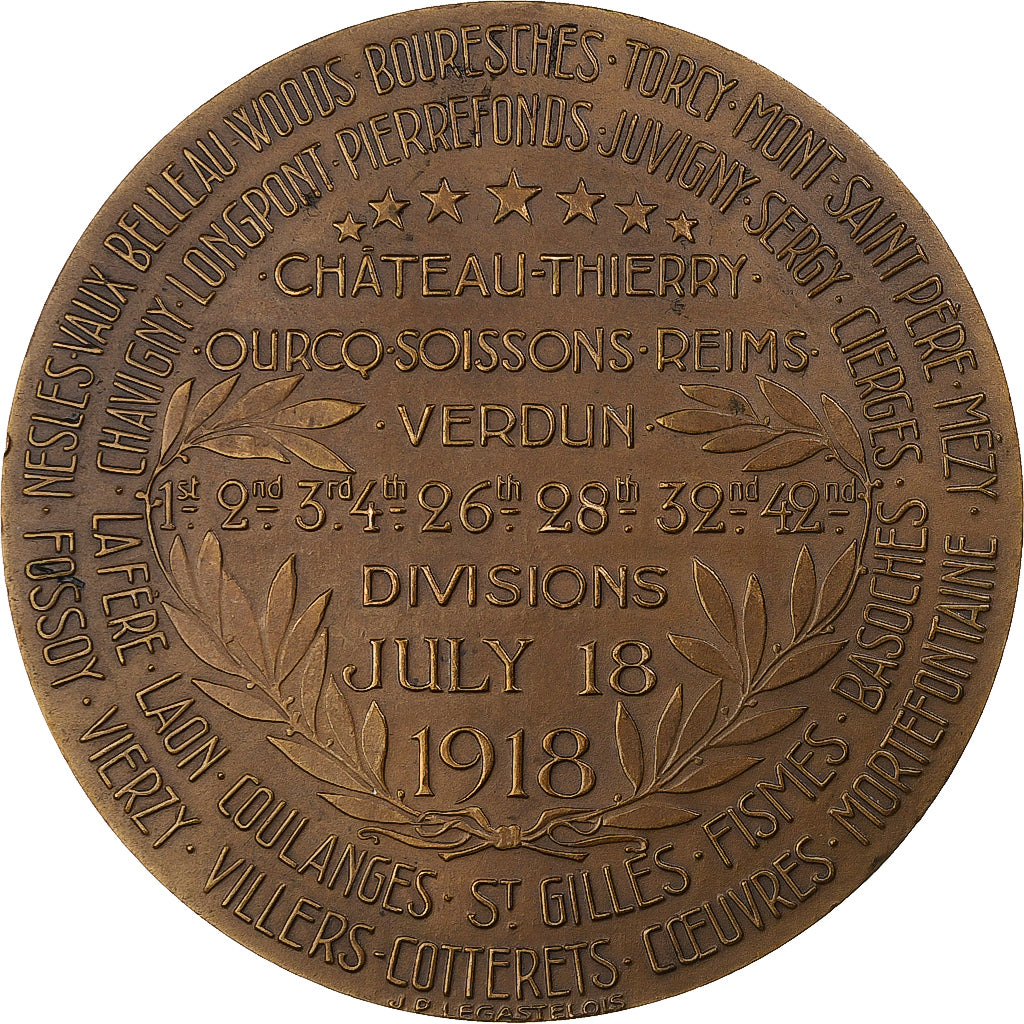 NESLES · VAUX BELLEAU-WOODS · BOURESCHES · TORCY · MONT-SAINT PÈRE · MÉZY ·
FOSSOY · VIERZY · VILLERS-COTTERETS · CŒUVRES · MORTEFONTAINE
· CHAVIGNY · LONGPONT · PIERREFONDS · JUVIGNY · SERGY · CIERGES ·
LAFÈRE · LAON · COULANGES · ST GILLES · FISMES · BASOCHES
· CHÂTEAU-THIERRY ·
· OURCQ · SOISSONS · REIMS ·
· VERDUN ·
1st 2nd 3rd 4th 26th 28th 32nd 42nd
DIVISIONS
JULY 18
1918
J.P. LEGASTELOIS